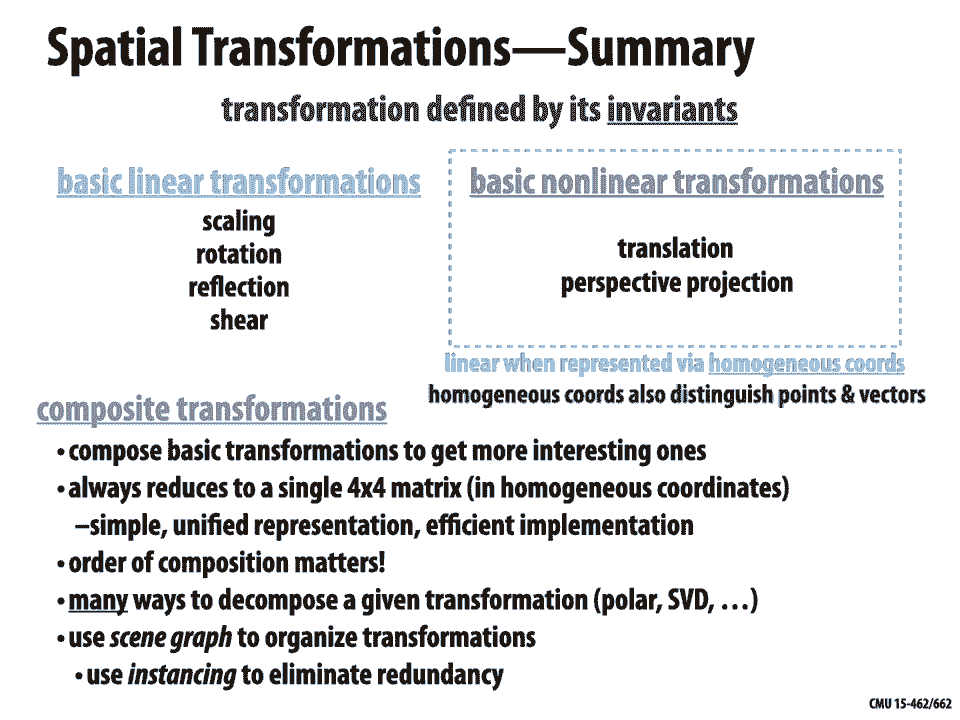 Spatial Transformations—Summary
transformation defined by its invariants
basic linear transformations
scaling
rotation
reflection
shear
basic nonlinear transformations
translation
perspective projection
linear when represented via homogeneous coords
homogeneous coords also distinguish points & vectors
composite transformations
•compose basic transformations to get more interesting ones
•always reduces to a single 4x4 matrix (in homogeneous coordinates)
–simple, unified representation, efficient implementation
•order of composition matters!
•many ways to decompose a given transformation (polar, SVD, …)
•use scene graph to organize transformations
•use instancing to eliminate redundancy
CMU 15-462/662